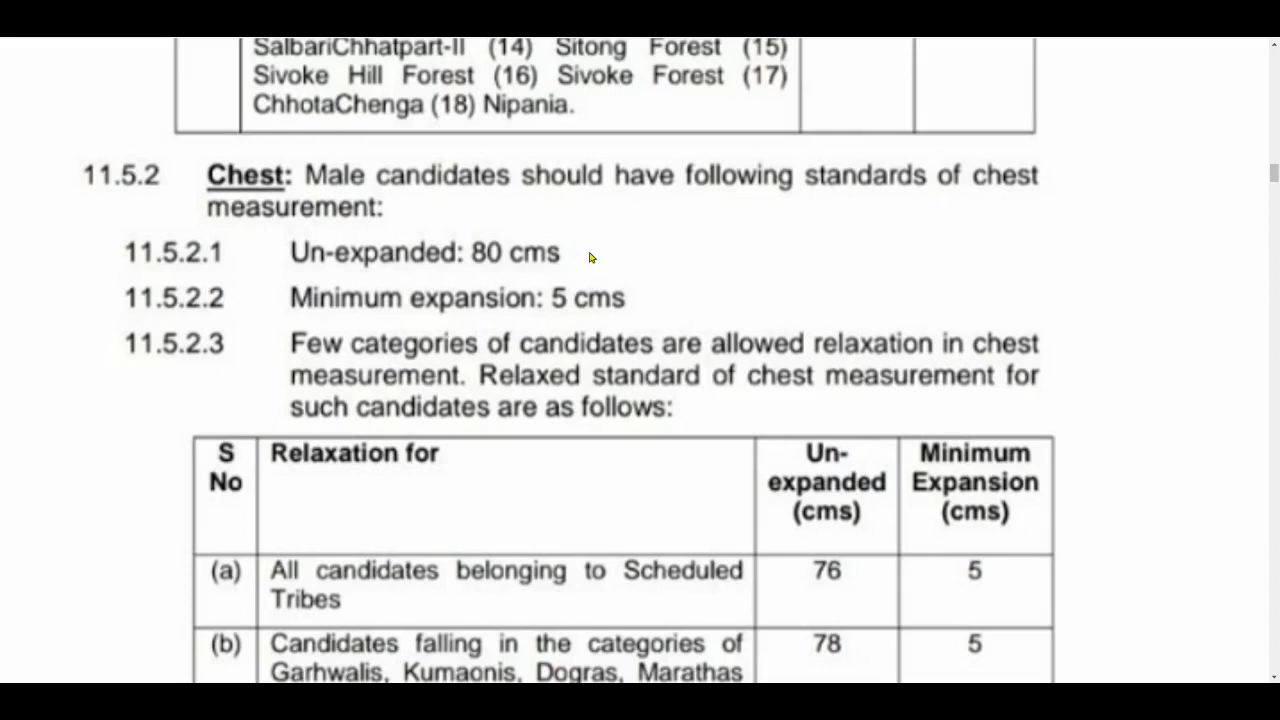 SalbariChhatpart-II (14) Sitong Forest (15)
Sivoke Hill Forest (16) Sivoke Forest (17)
ChhotaChenga (18) Nipania.
11.5.2 Chest: Male candidates should have following standards of chest
measurement:
11.5.2.1 Un-expanded: 80 cms
11.5.2.2 Minimum expansion: 5 cms
11.5.2.3 Few categories of candidates are allowed relaxation in chest
measurement. Relaxed standard of chest measurement for
such candidates are as follows:
S No Relaxation for Un-expanded (cms) Minimum Expansion (cms)
(a) All candidates belonging to Scheduled Tribes 76 5
(b) Candidates falling in the categories of 78 5
Garhwalis, Kumaonis, Dogras, Marathas